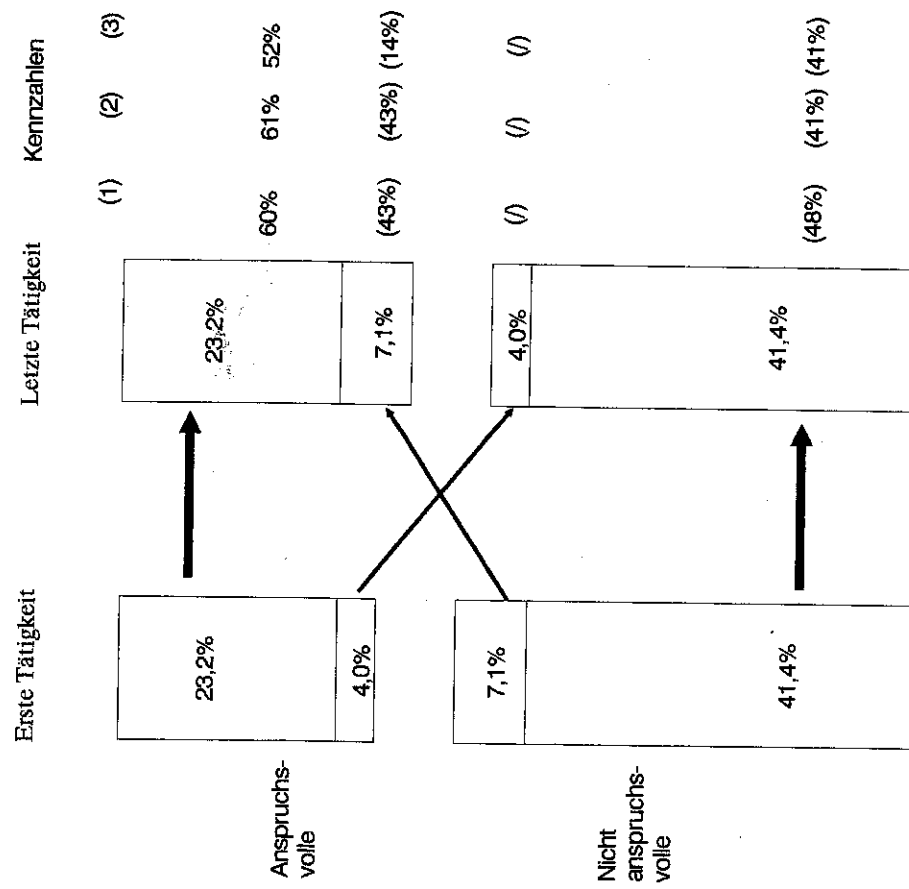 Erste Tätigkeit Letzte Tätigkeit Kennzahlen
(1) (2) (3)
Anspruchs-
volle
23,2% 23,2% 60% 61% 52%
4,0% 7,1% (43%) (43%) (14%)
Nicht
anspruchs-
volle
7,1% 4,0% (/) (/) (/)
41,4% 41,4% (48%) (41%) (41%)